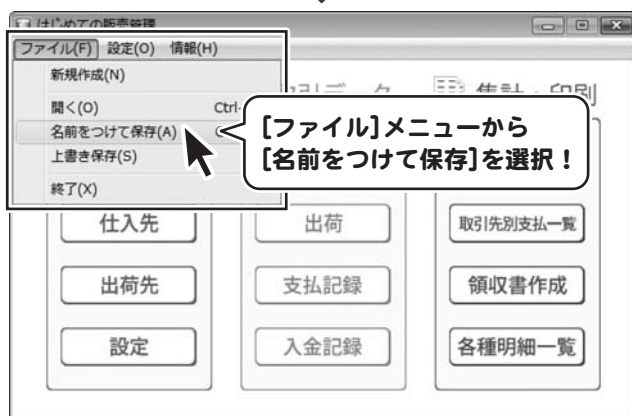 はじめての販売管理
ファイル(F) 設定(O) 情報(H)
新規作成(N)
開く(O) Ctrl-
名前をつけて保存(A)
上書き保存(S)
終了(X)
[ファイル]メニューから
[名前をつけて保存]を選択！
集計・印刷
仕入先
出荷
取引先別支払一覧
出荷先
支払記録
領収書作成
設定
入金記録
各種明細一覧